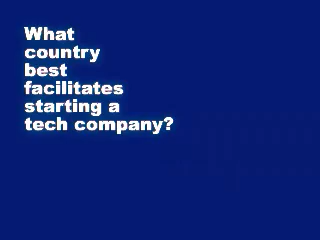 What
country
best
facilitates
starting a
tech company?